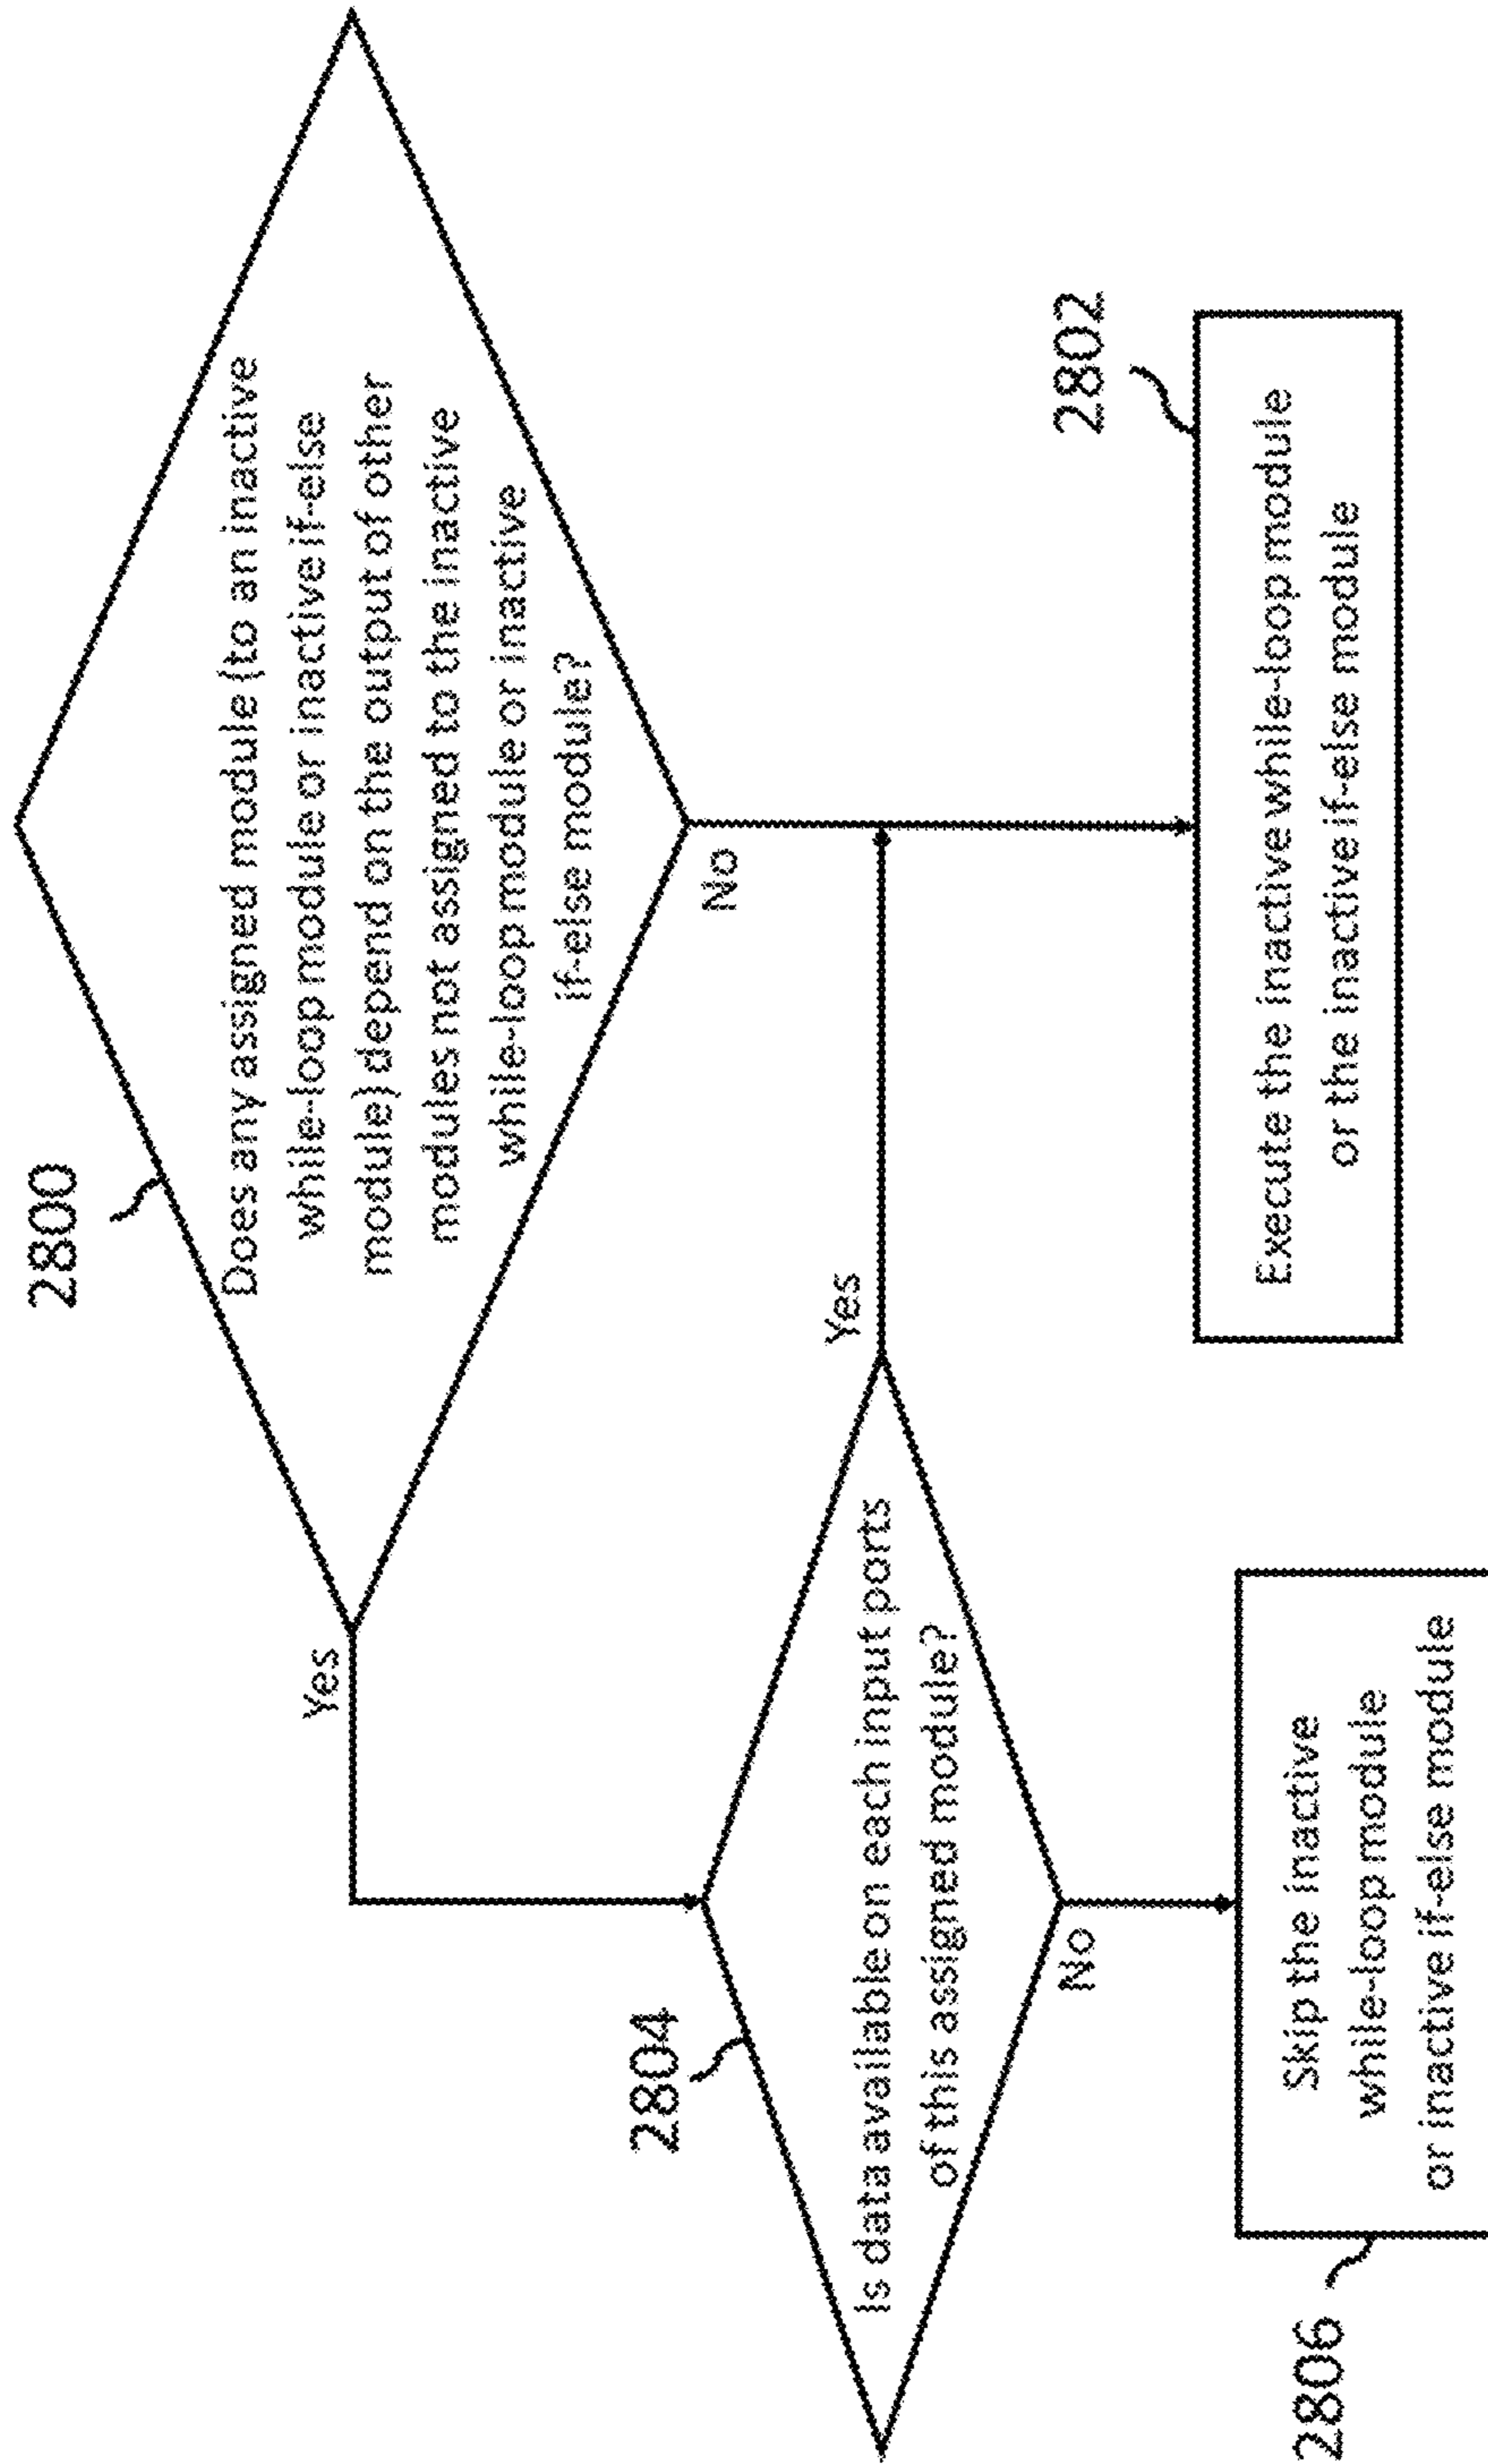 2800
Does any assigned module (to an inactive
while-loop module or inactive if-else
module) depend on the output of other
modules not assigned to the inactive
while-loop module or inactive
if-else module?
Yes
No
2804
Is data available on each input ports
of this assigned module?
Yes
No
2802
Execute the inactive while-loop module
or the inactive if-else module
2806
Skip the inactive
while-loop module
or inactive if-else module